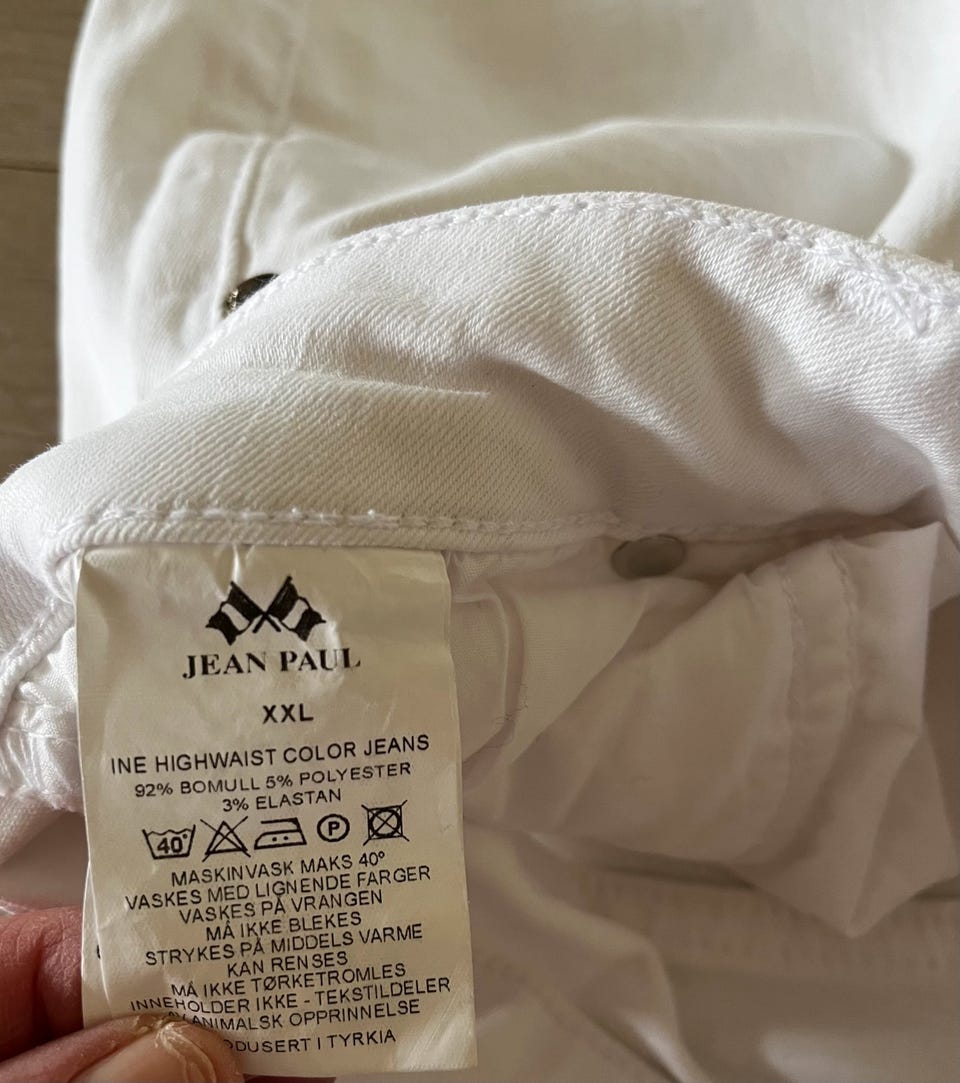 JEAN PAUL
XXL
INE HIGHWAIST COLOR JEANS
92% BOMULL 5% POLYESTER
3% ELASTAN
40° P
MASKINVASK MAKS 40°
VASKES MED LIGNENDE FARGER
VASKES PÅ VRANGEN
MÅ IKKE BLEKES
STRYKES PÅ MIDDELS VARME
KAN RENSES
MÅ IKKE TØRKETROMLES
INNEHOLDER IKKE - TEKSTILDELER
AV ANIMALSK OPPRINNELSE
ODUSERT I TYRKIA